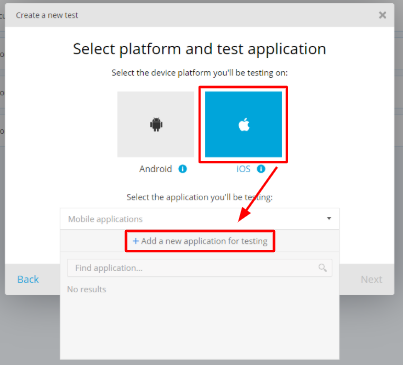 Create a new test
Select platform and test application
Select the device platform you'll be testing on:
Android
iOS
Select the application you'll be testing:
Mobile applications
+ Add a new application for testing
Find application...
No results
Back
Next